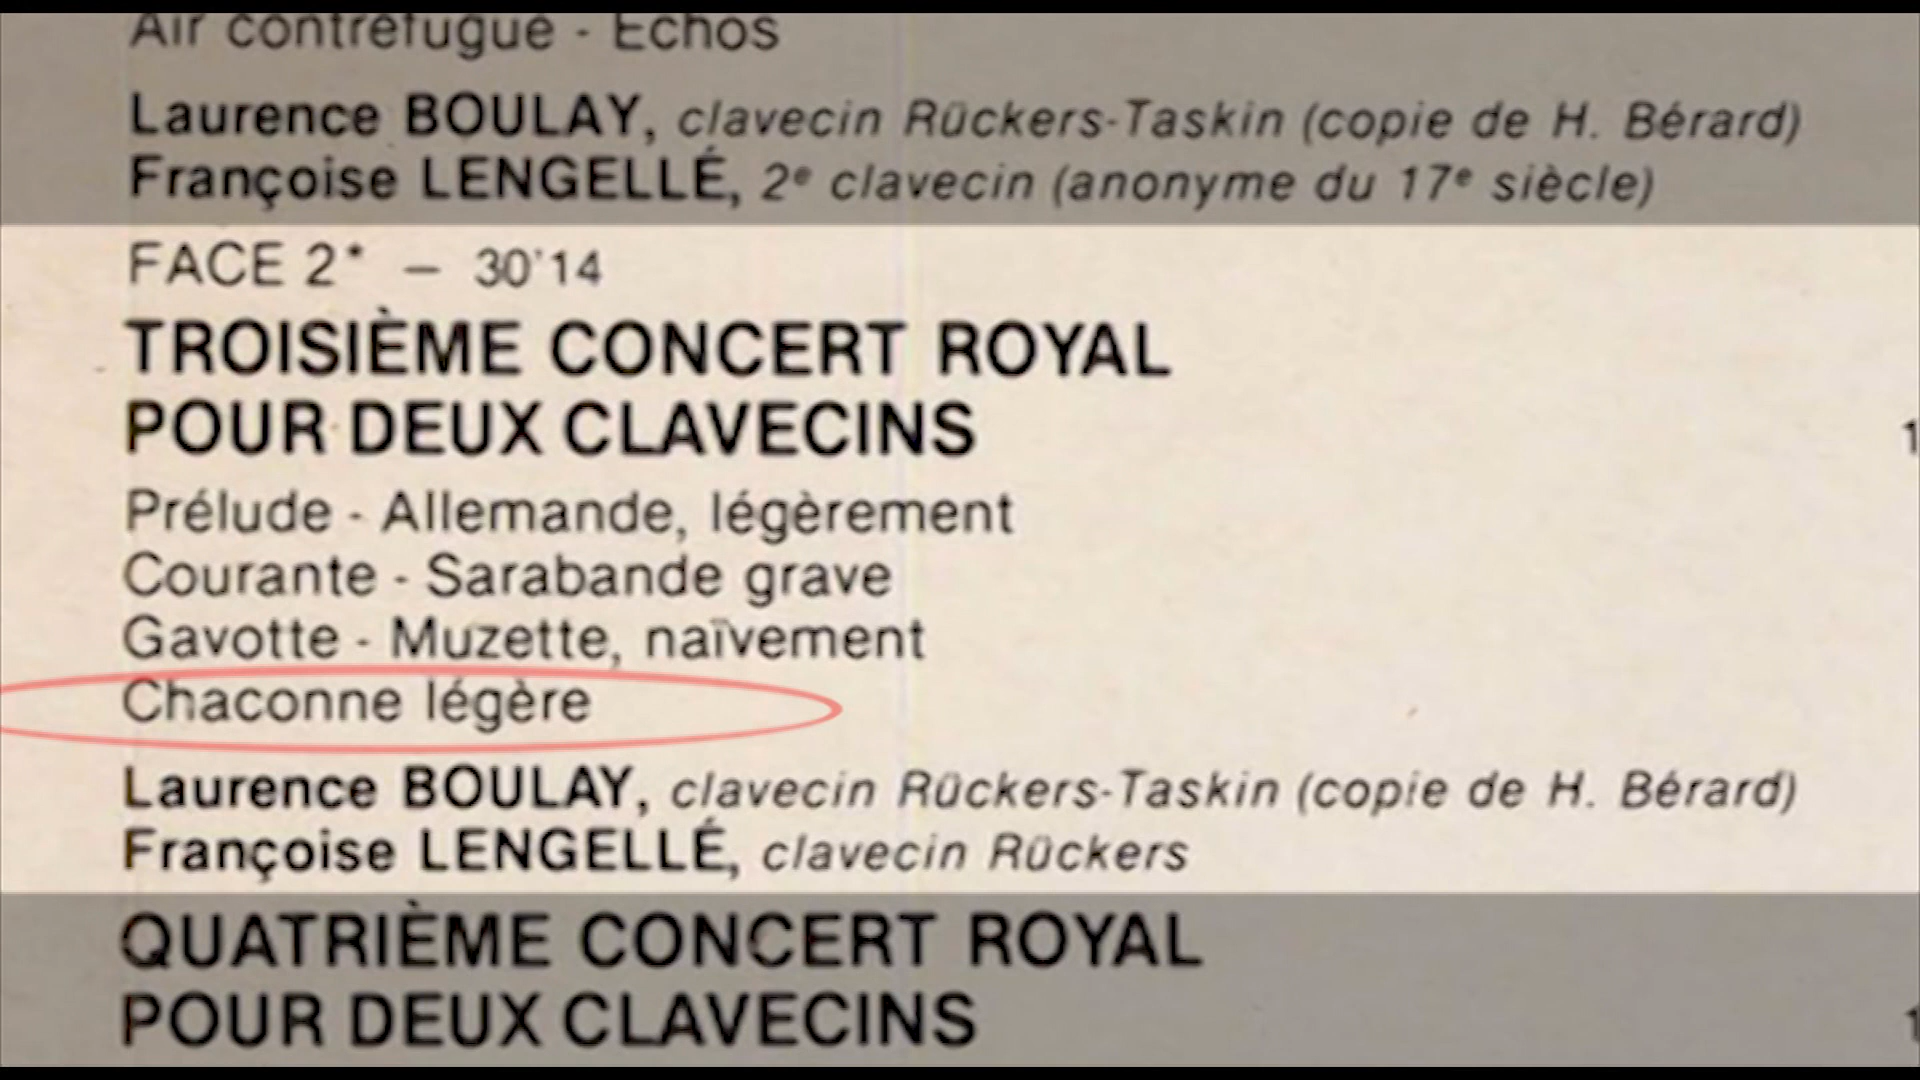 Air contrefugue - Echos
Laurence BOULAY, clavecin Rückers-Taskin (copie de H. Bérard)
Françoise LENGELLÉ, 2e clavecin (anonyme du 17e siècle)
FACE 2* – 30'14
TROISIÈME CONCERT ROYAL
POUR DEUX CLAVECINS
Prélude - Allemande, légèrement
Courante - Sarabande grave
Gavotte - Muzette, naïvement
Chaconne légère
Laurence BOULAY, clavecin Rückers-Taskin (copie de H. Bérard)
Françoise LENGELLÉ, clavecin Rückers
QUATRIÈME CONCERT ROYAL
POUR DEUX CLAVECINS